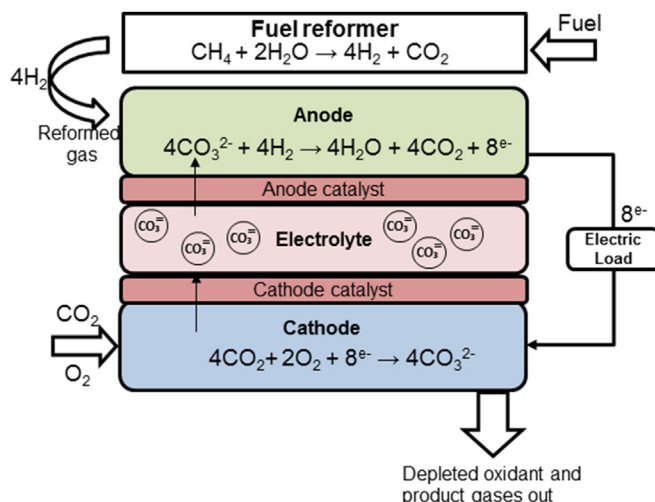 Fuel reformer
CH₄ + 2H₂O → 4H₂ + CO₂
Fuel
4H₂
Reformed
gas
Anode
4CO₃²⁻ + 4H₂ → 4H₂O + 4CO₂ + 8ᵉ⁻
Anode catalyst
CO₃⁼
CO₃⁼
CO₃⁼
Electrolyte
CO₃⁼
CO₃⁼
CO₃⁼
8ᵉ⁻
Electric
Load
Cathode catalyst
CO₂
O₂
Cathode
4CO₂+ 2O₂ + 8ᵉ⁻ → 4CO₃²⁻
Depleted oxidant and
product gases out